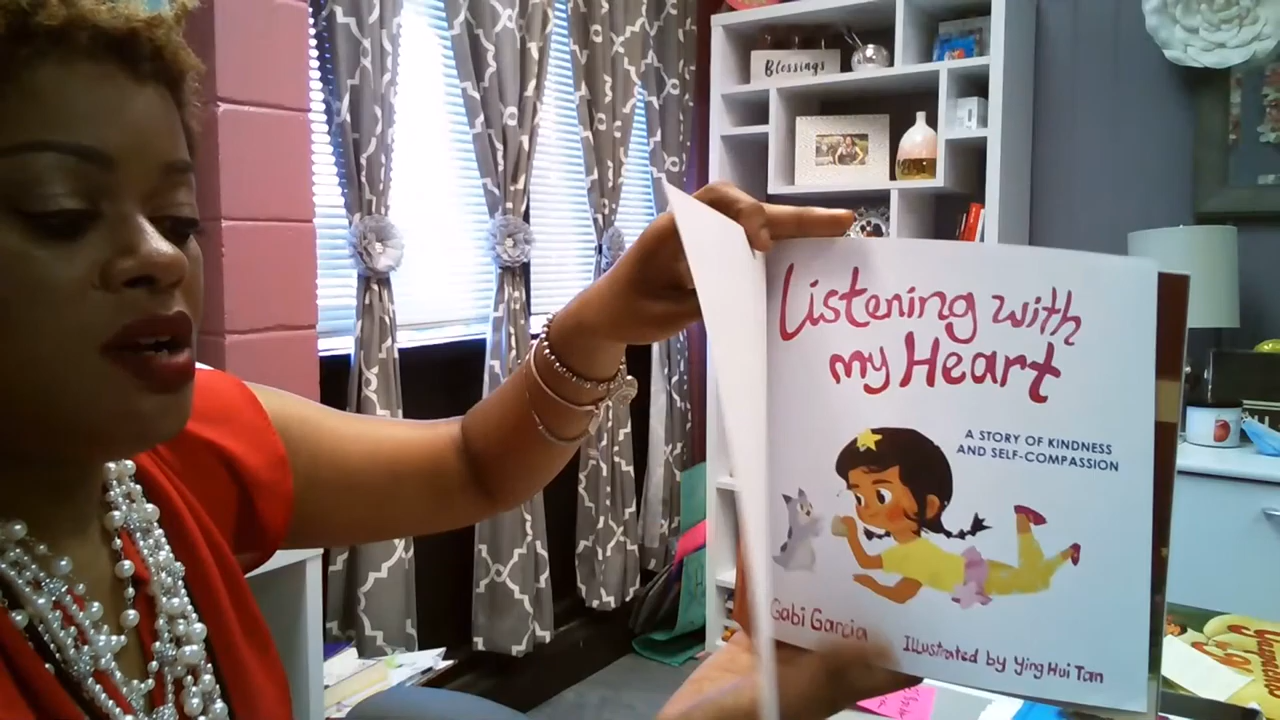 Blessings
Listening with
my Heart
A STORY OF KINDNESS
AND SELF-COMPASSION
Gabi Garcia
Illustrated by Ying Hui Tan